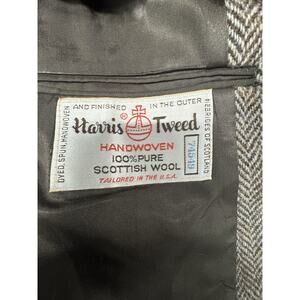 DYED, SPUN, HANDWOVEN
AND FINISHED IN THE OUTER
HEBRIDES OF SCOTLAND
Harris Tweed
®
HANDWOVEN
100% PURE
SCOTTISH WOOL
TAILORED IN THE U.S.A.